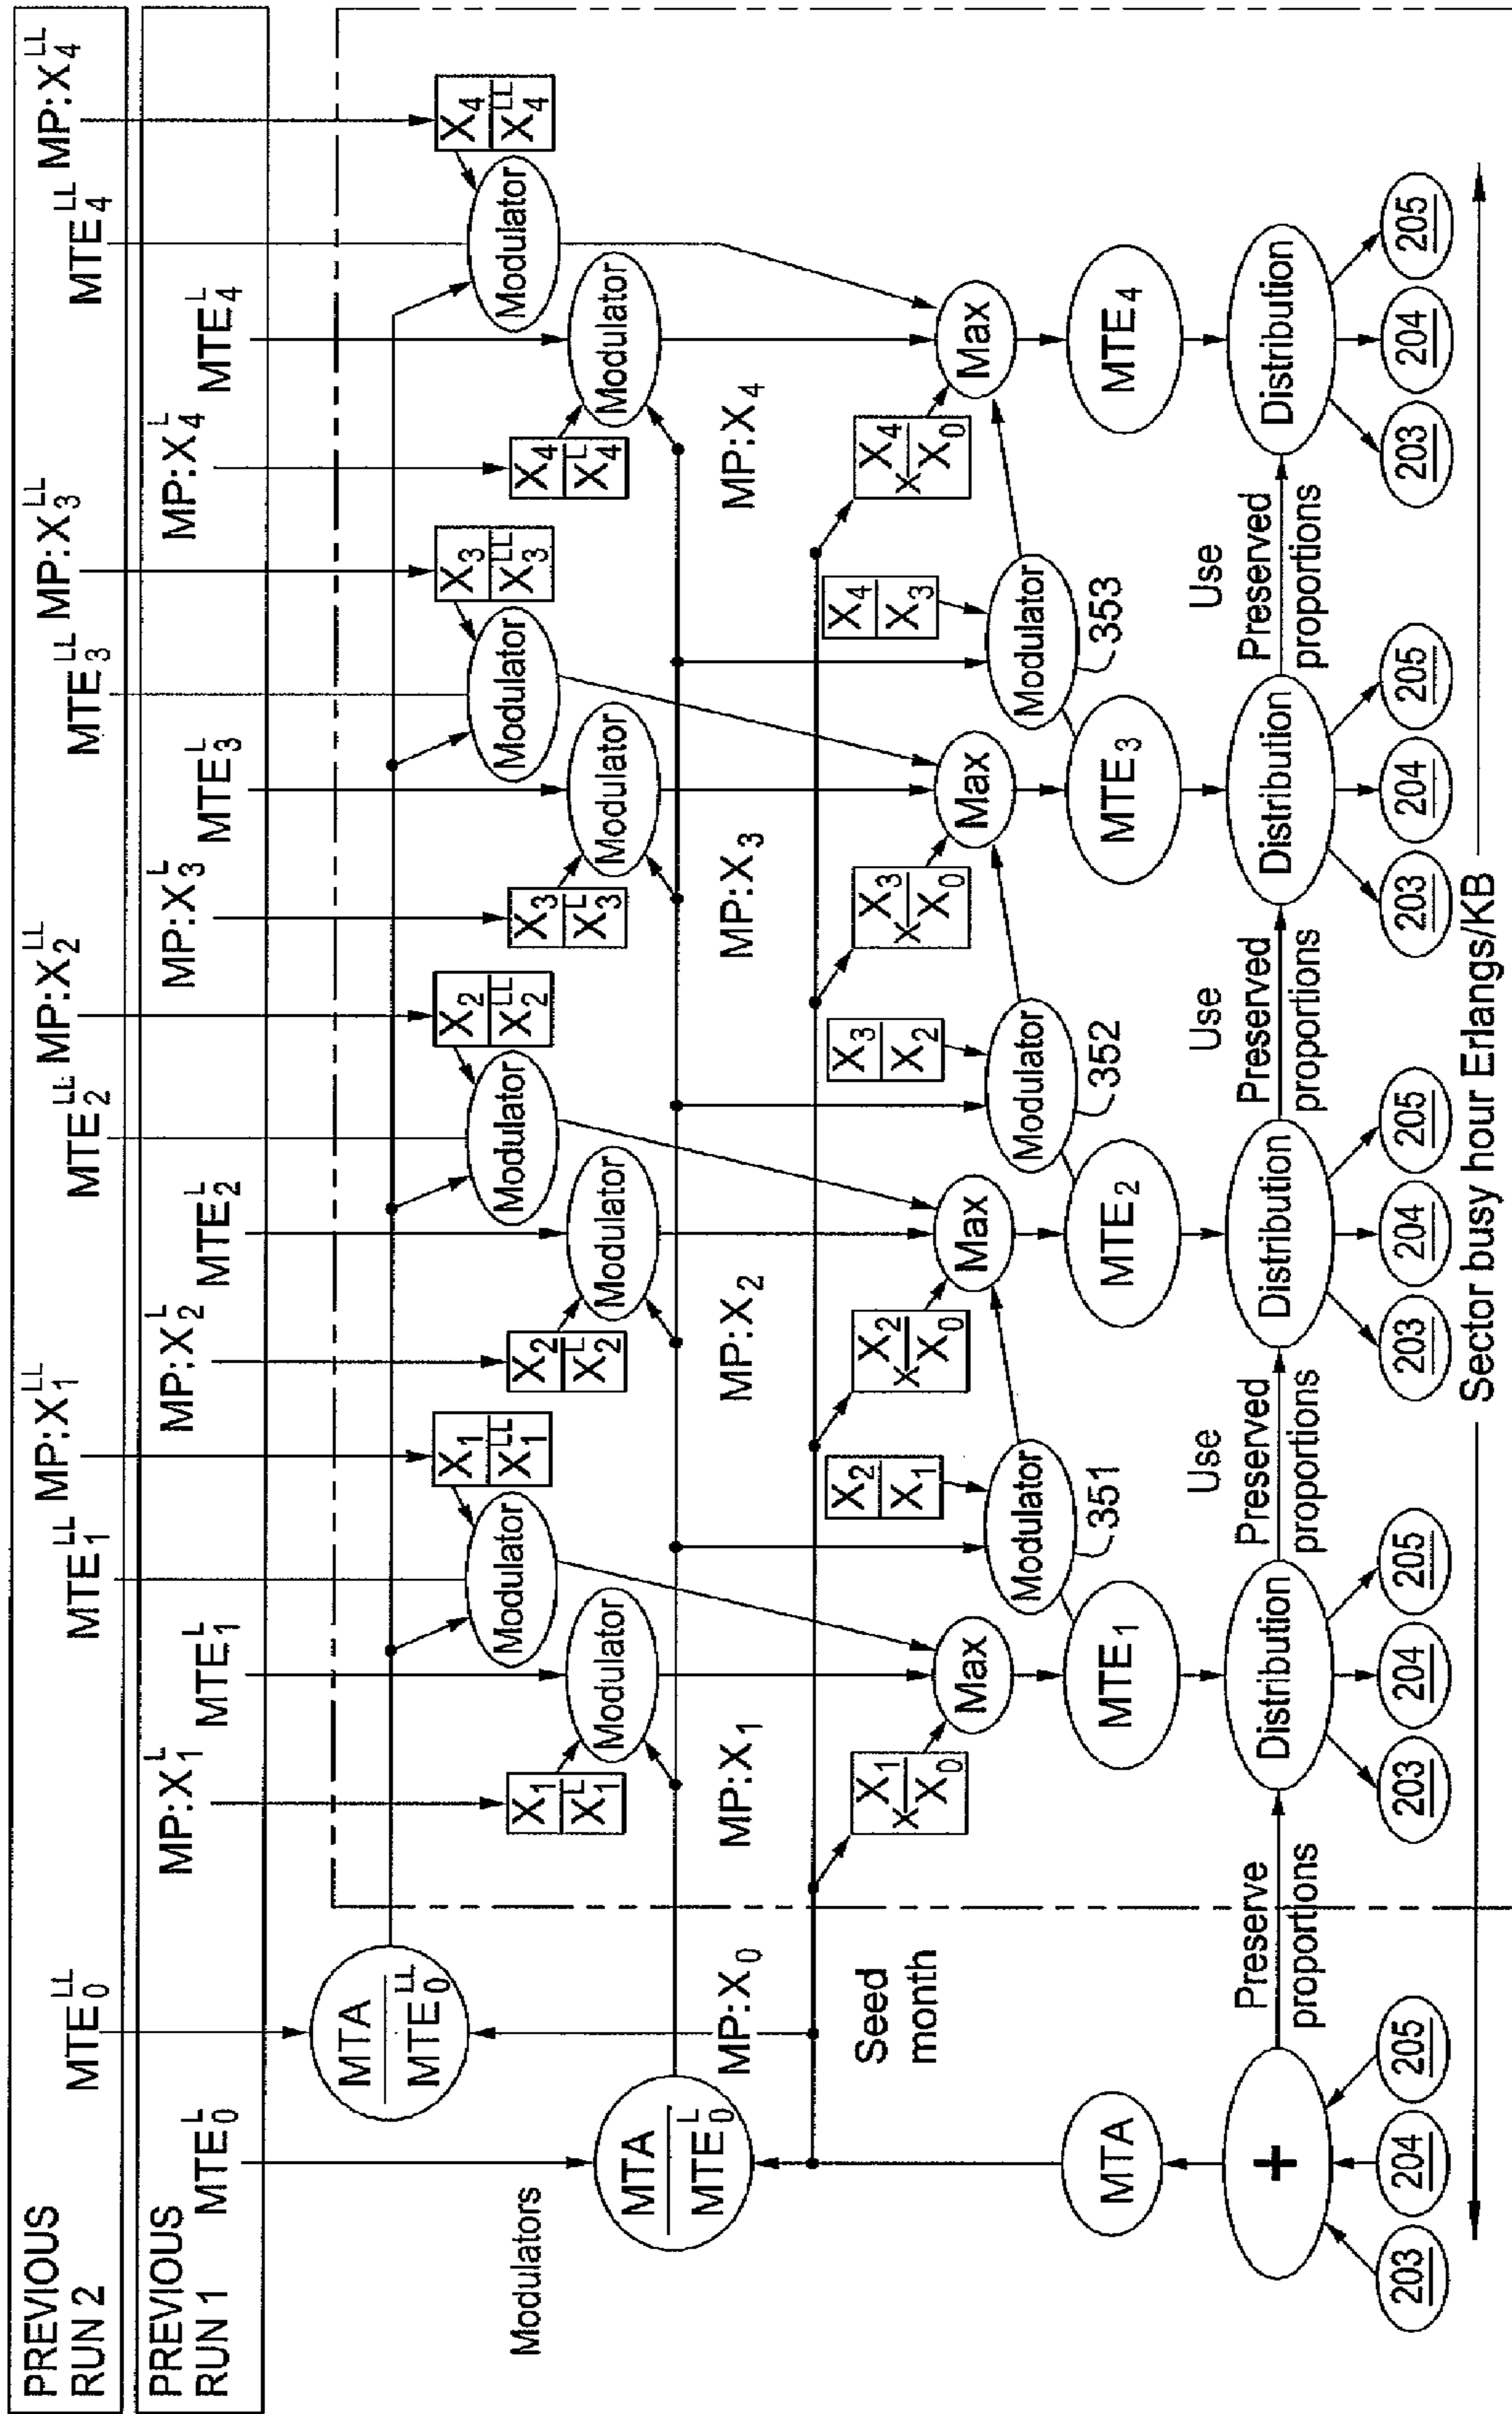 PREVIOUS
RUN 2
MTE₀ᴸᴸ
MTE₁ᴸᴸ
MP:X₁ᴸᴸ
MTE₂ᴸᴸ
MP:X₂ᴸᴸ
MTE₃ᴸᴸ
MP:X₃ᴸᴸ
MTE₄ᴸᴸ
MP:X₄ᴸᴸ
PREVIOUS
RUN 1
MTE₀ᴸ
MP:X₁ᴸ
MTE₁ᴸ
MP:X₂ᴸ
MTE₂ᴸ
MP:X₃ᴸ
MTE₃ᴸ
MP:X₄ᴸ
MTE₄ᴸ
Modulators
MTA
MTE₀ᴸᴸ
Modulator
X₁
X₁ᴸᴸ
Modulator
X₂
X₂ᴸᴸ
Modulator
X₃
X₃ᴸᴸ
Modulator
X₄
X₄ᴸᴸ
MTA
MTE₀ᴸ
X₁
X₁ᴸ
Modulator
X₂
X₂ᴸ
Modulator
X₃
X₃ᴸ
Modulator
X₄
X₄ᴸ
Modulator
MP:X₀
MP:X₁
MP:X₂
MP:X₃
MP:X₄
Seed
month
x X₁
X₀
Max
X₂
X₁
x X₂
X₀
Max
X₃
X₂
x X₃
X₀
Max
X₄
X₃
x X₄
X₀
Max
Modulator
351
Modulator
352
Modulator
353
MTA
MTE₁
MTE₂
MTE₃
MTE₄
+
Preserve
proportions
Distribution
Use
Preserved
proportions
Distribution
Use
Preserved
proportions
Distribution
Use
Preserved
proportions
Distribution
203
204
205
203
204
205
203
204
205
203
204
205
203
204
205
Sector busy hour Erlangs/KB